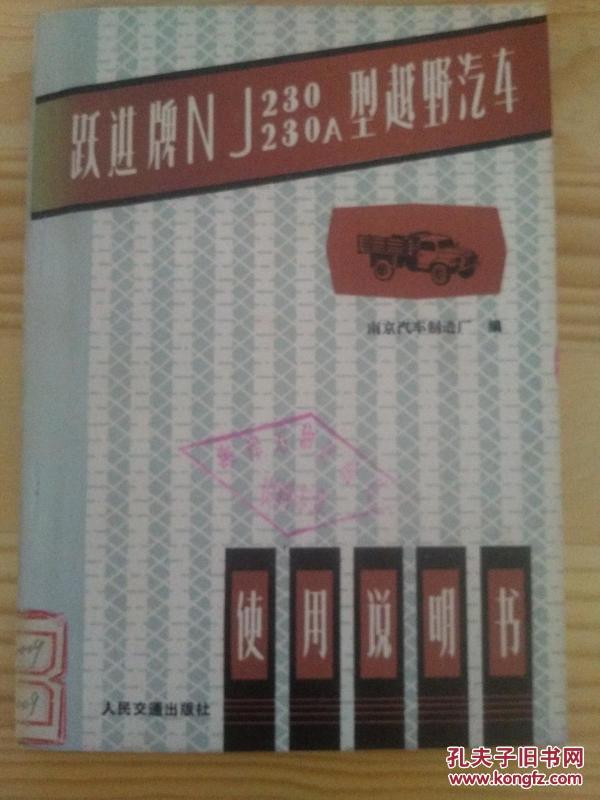 跃进牌NJ230 230A型越野汽车
南京汽车制造厂 编
使用说明书
人民交通出版社
孔夫子旧书网
www.kongfz.com